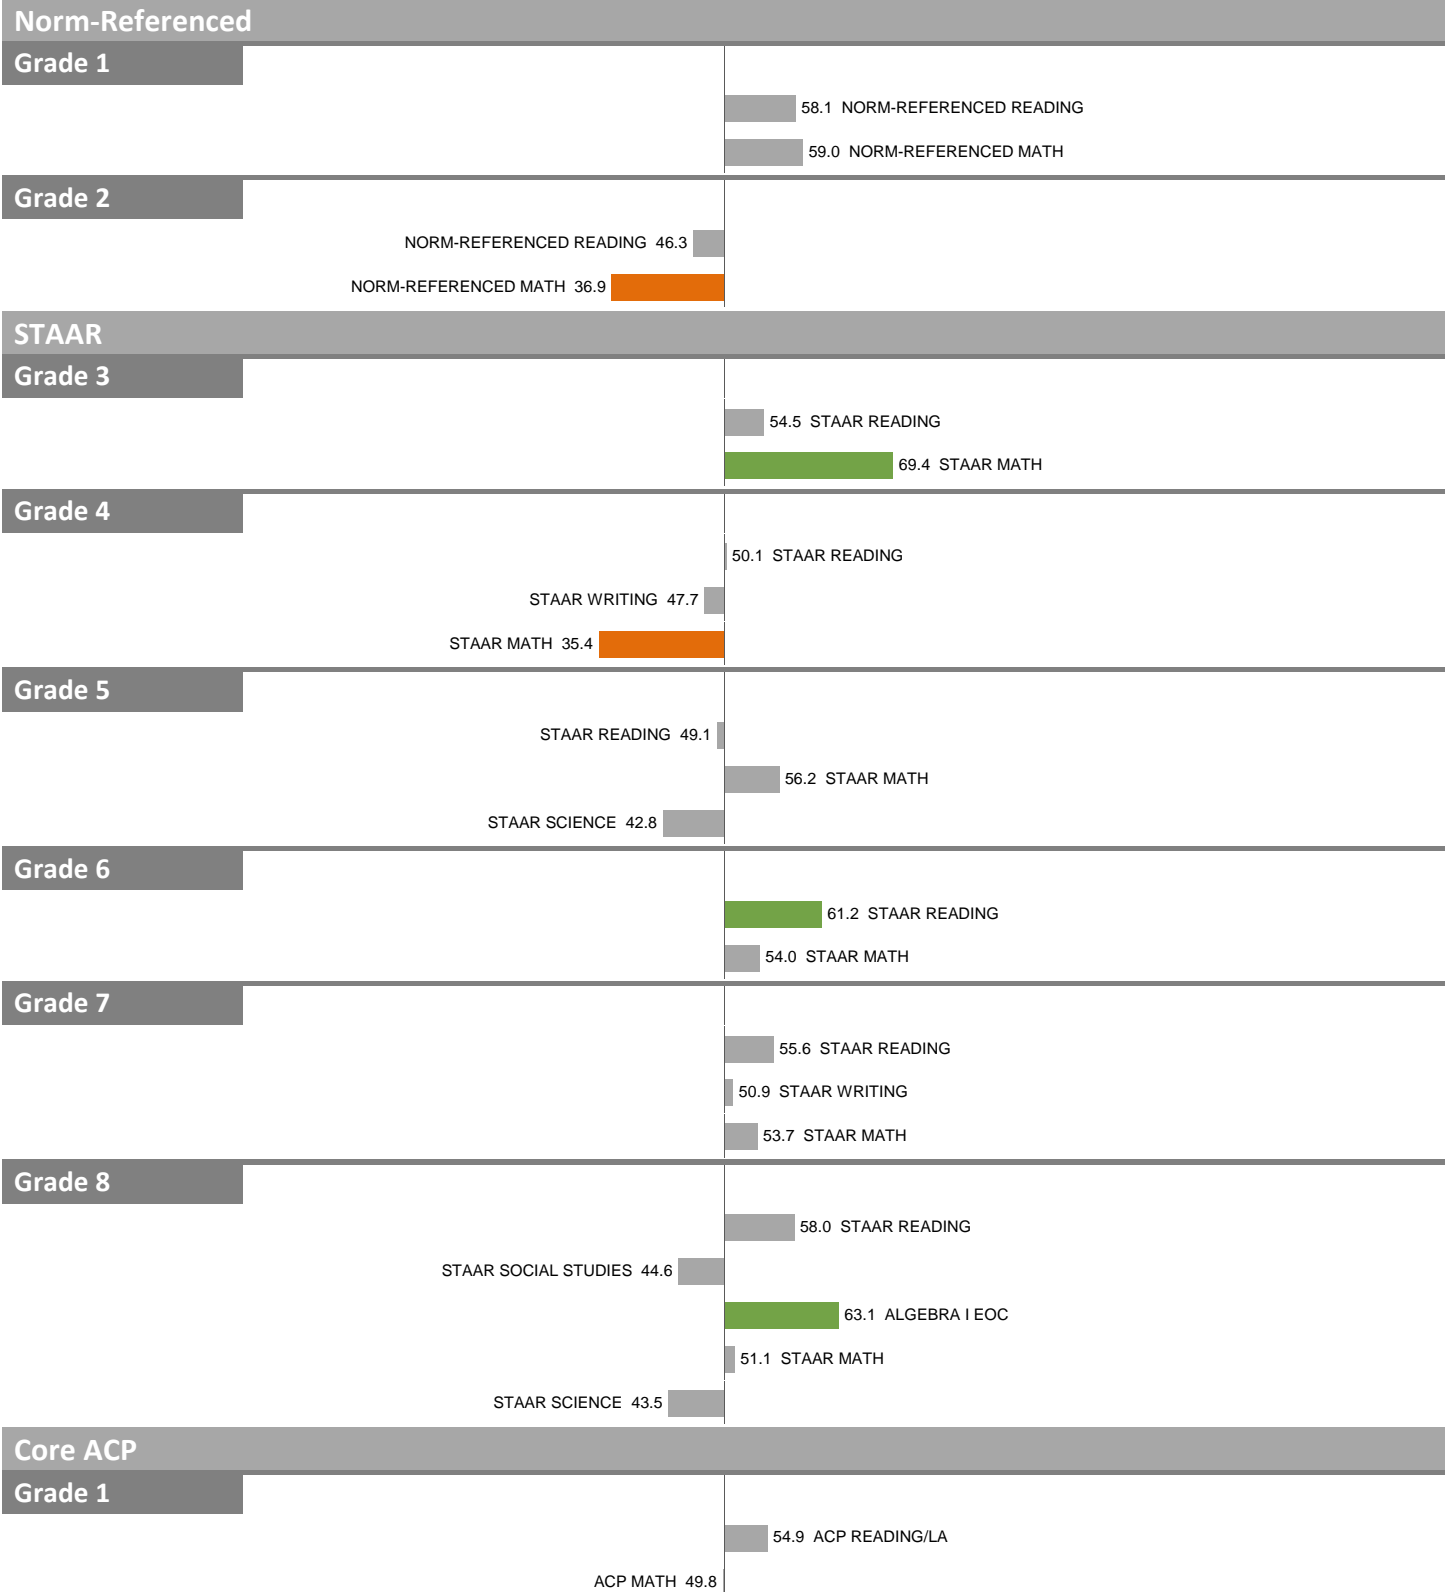 Norm-Referenced
Grade 1
58.1 NORM-REFERENCED READING
59.0 NORM-REFERENCED MATH
Grade 2
NORM-REFERENCED READING 46.3
NORM-REFERENCED MATH 36.9
STAAR
Grade 3
54.5 STAAR READING
69.4 STAAR MATH
Grade 4
50.1 STAAR READING
STAAR WRITING 47.7
STAAR MATH 35.4
Grade 5
STAAR READING 49.1
56.2 STAAR MATH
STAAR SCIENCE 42.8
Grade 6
61.2 STAAR READING
54.0 STAAR MATH
Grade 7
55.6 STAAR READING
50.9 STAAR WRITING
53.7 STAAR MATH
Grade 8
58.0 STAAR READING
STAAR SOCIAL STUDIES 44.6
63.1 ALGEBRA I EOC
51.1 STAAR MATH
STAAR SCIENCE 43.5
Core ACP
Grade 1
54.9 ACP READING/LA
ACP MATH 49.8